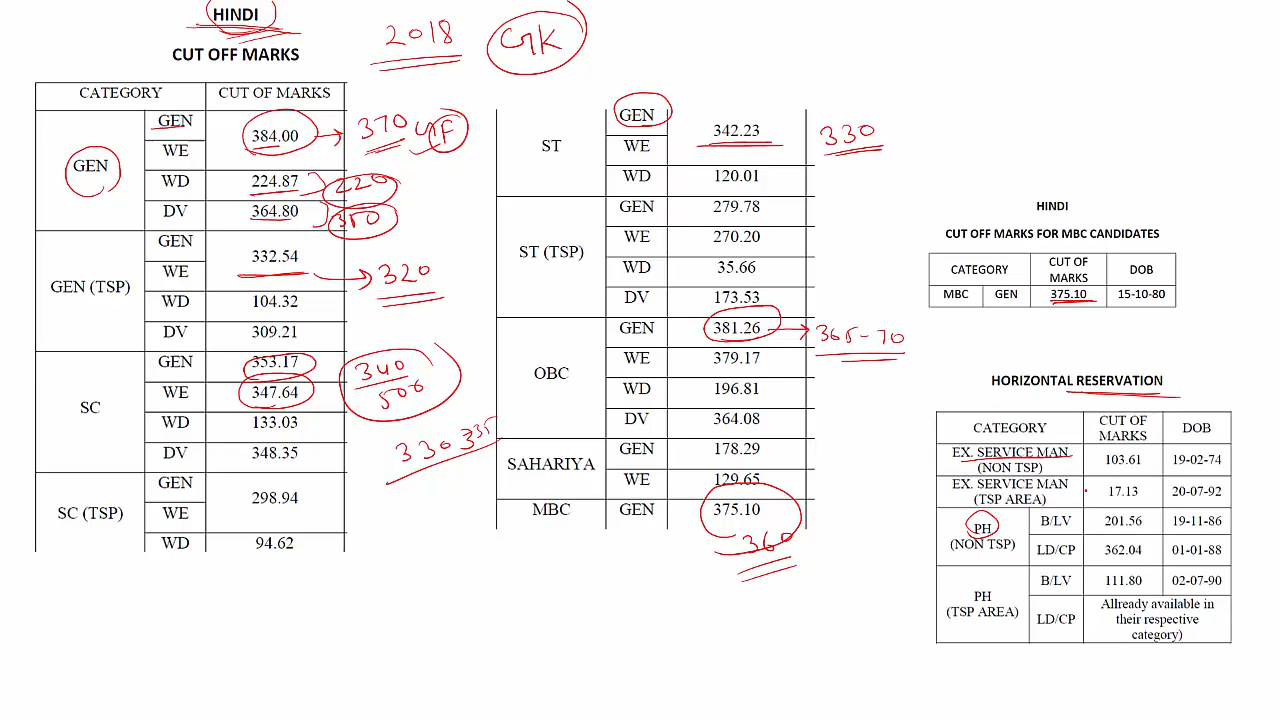 HINDI
CUT OFF MARKS
2018 GK
CATEGORY CUT OF MARKS
GEN GEN 384.00 370
WE
WD 224.87 220
DV 364.80 350
GEN (TSP) GEN 332.54 320
WE
WD 104.32
DV 309.21
SC GEN 353.17 340
WE 347.64 500
WD 133.03
DV 348.35 330 335
SC (TSP) GEN 298.94
WE
WD 94.62
ST GEN 342.23 330
WE
WD 120.01
ST (TSP) GEN 279.78
WE 270.20
WD 35.66
DV 173.53
OBC GEN 381.26 365-70
WE 379.17
WD 196.81
DV 364.08
SAHARIYA GEN 178.29
WE 129.65
MBC GEN 375.10
360
HINDI
CUT OFF MARKS FOR MBC CANDIDATES
CATEGORY CUT OF MARKS DOB
MBC GEN 375.10 15-10-80
HORIZONTAL RESERVATION
CATEGORY CUT OF MARKS DOB
EX. SERVICE MAN (NON TSP) 103.61 19-02-74
EX. SERVICE MAN (TSP AREA) 17.13 20-07-92
PH (NON TSP) B/LV 201.56 19-11-86
LD/CP 362.04 01-01-88
PH (TSP AREA) B/LV 111.80 02-07-90
LD/CP Allready available in
their respective
category)